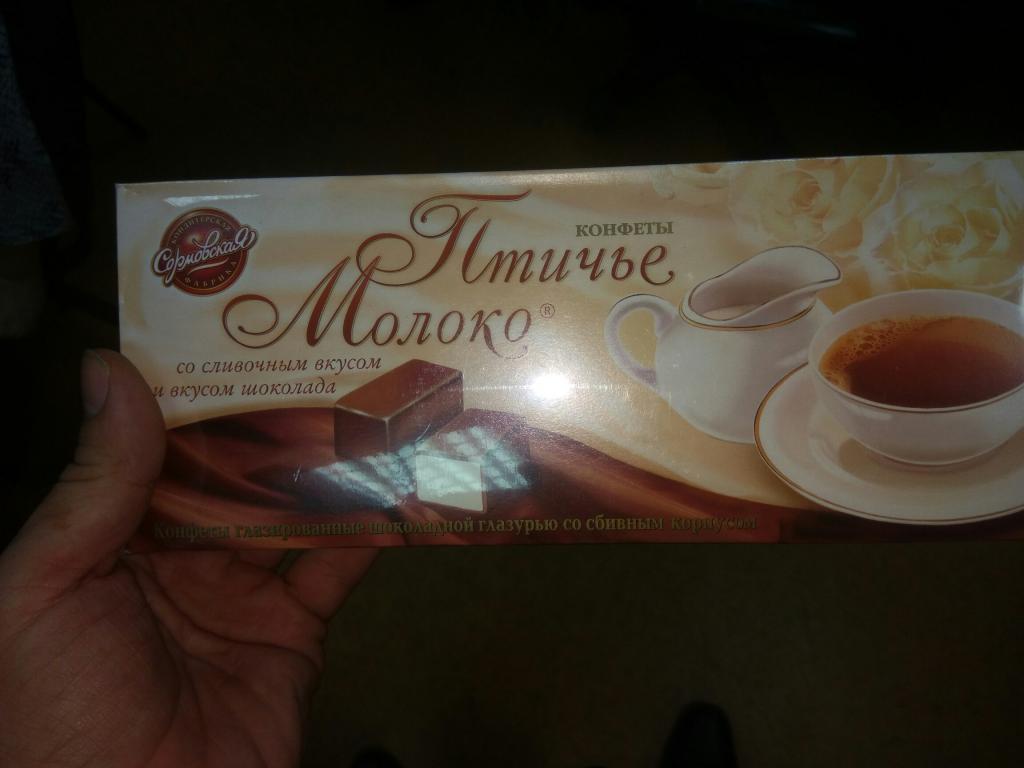 КОНДИТЕРСКАЯ
Сормовская
ФАБРИКА
КОНФЕТЫ
Птичье
Молоко®
со сливочным вкусом
и вкусом шоколада
Конфеты глазированные шоколадной глазурью со сбивным корпусом